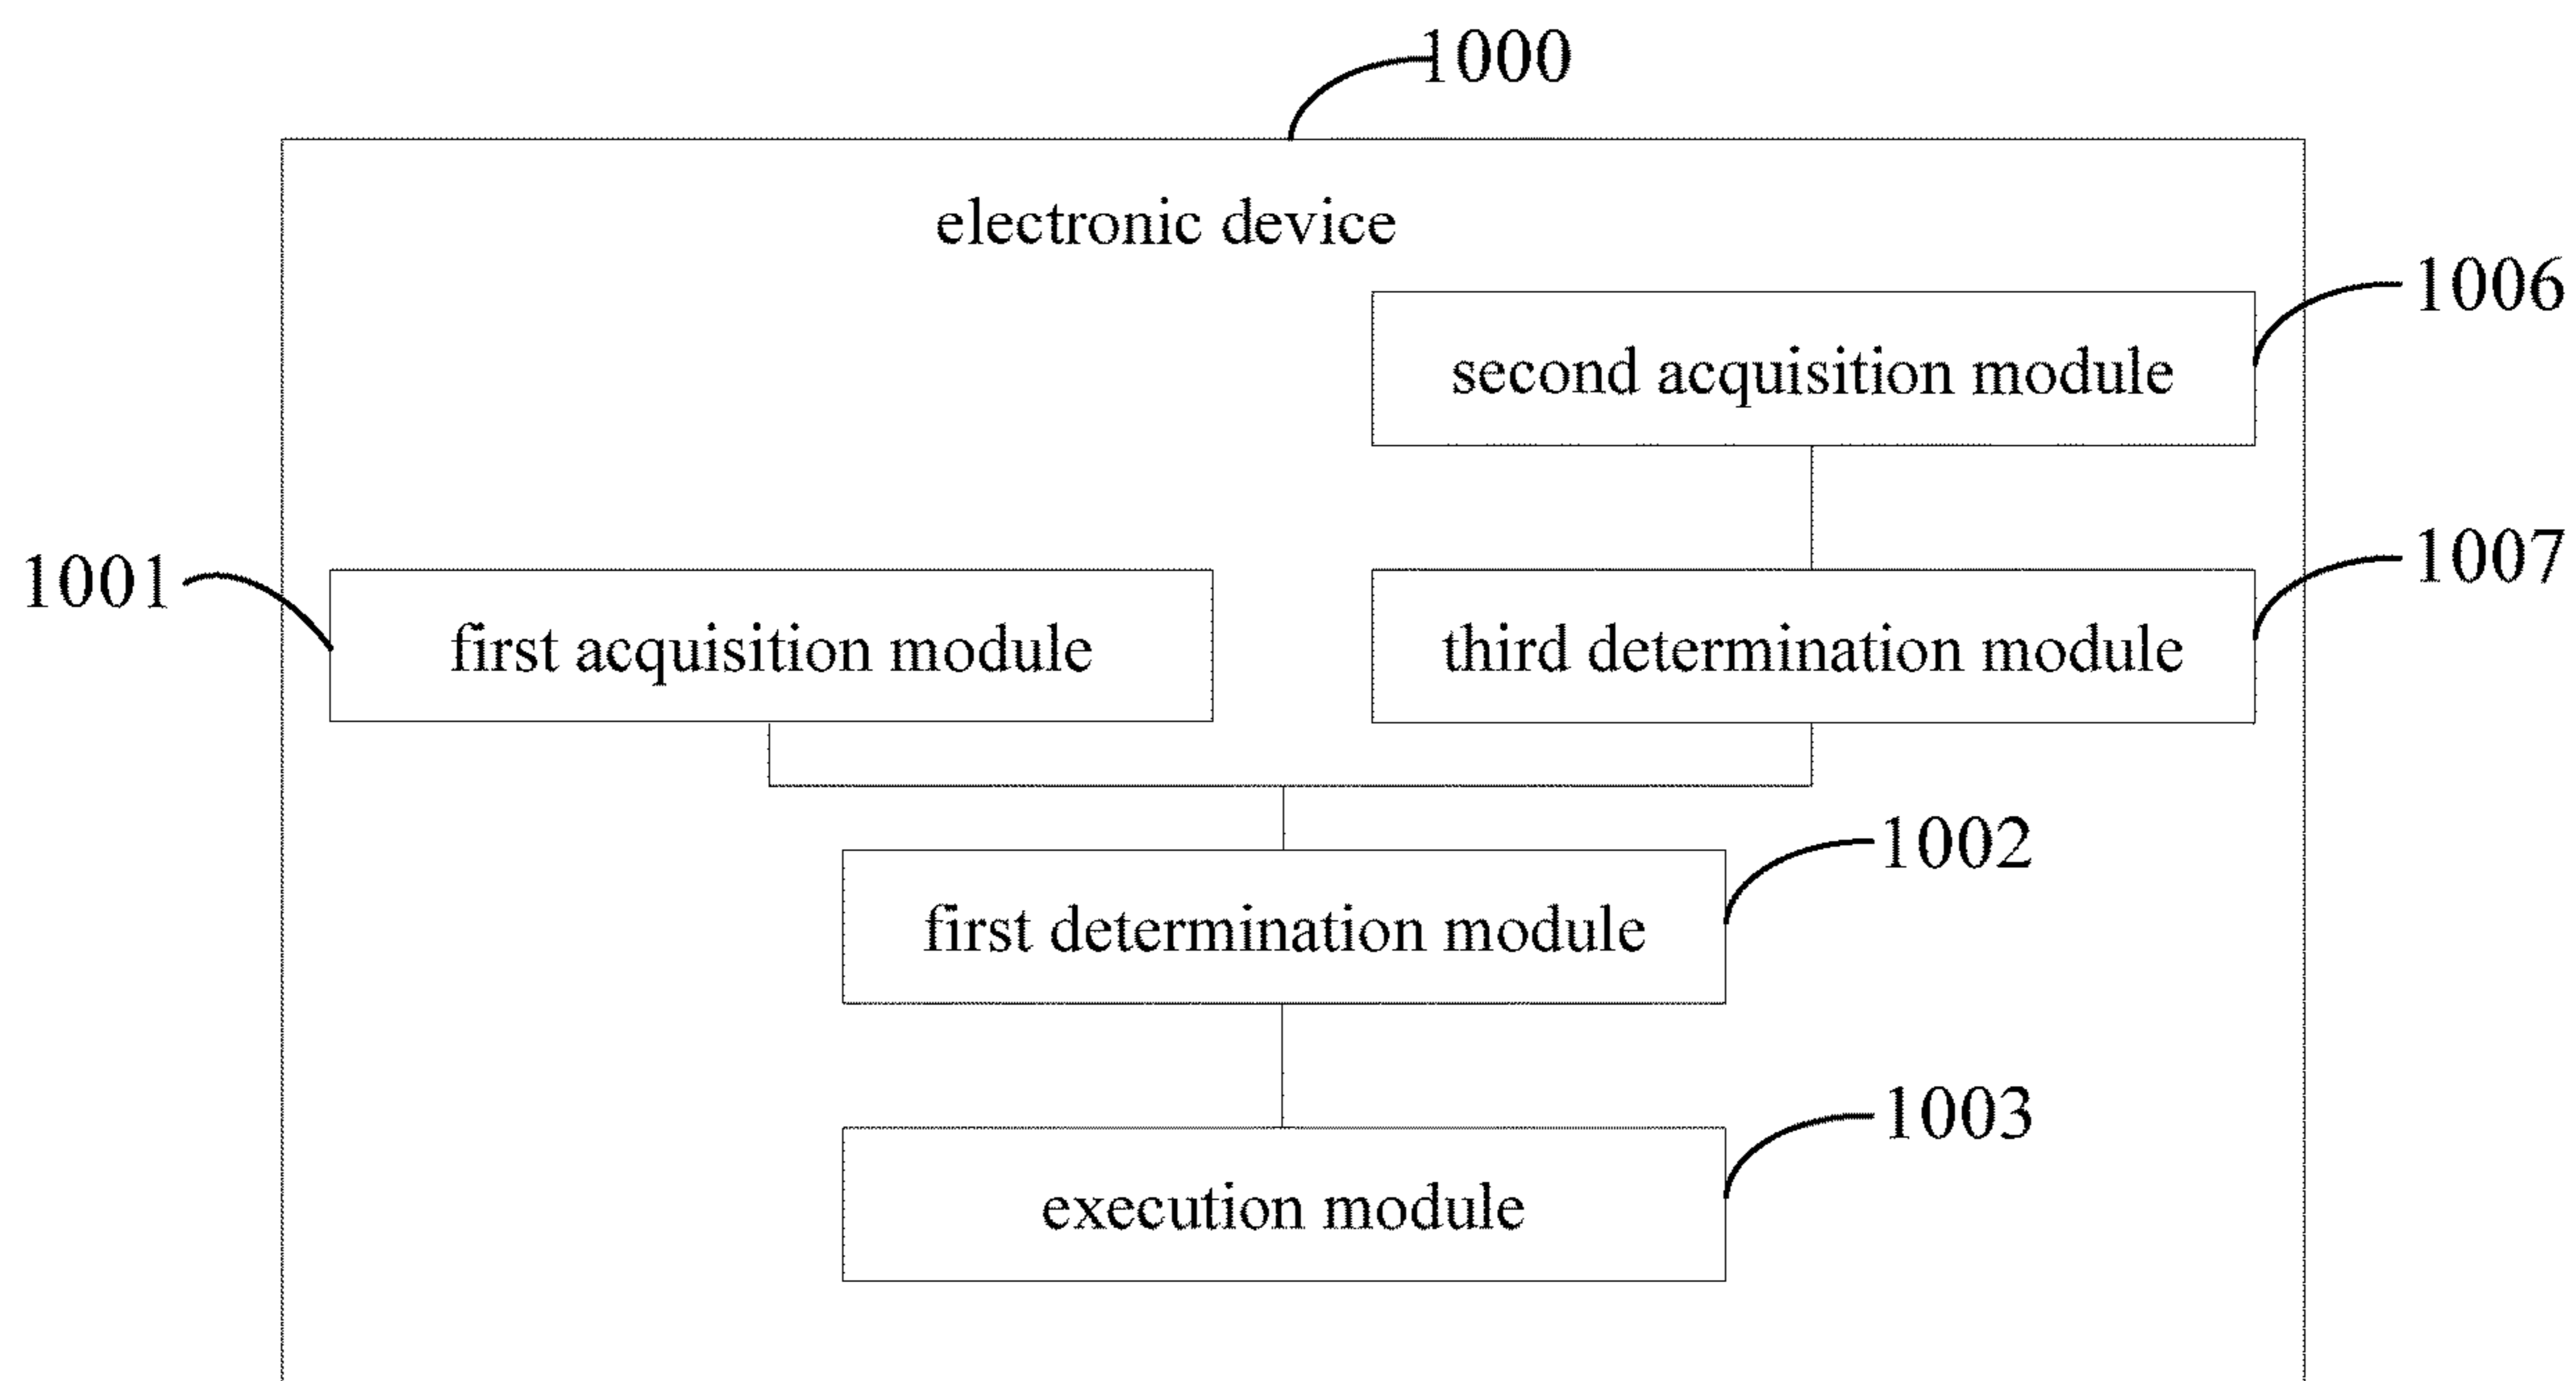 1000
electronic device
1006
second acquisition module
1001
first acquisition module
1007
third determination module
1002
first determination module
1003
execution module